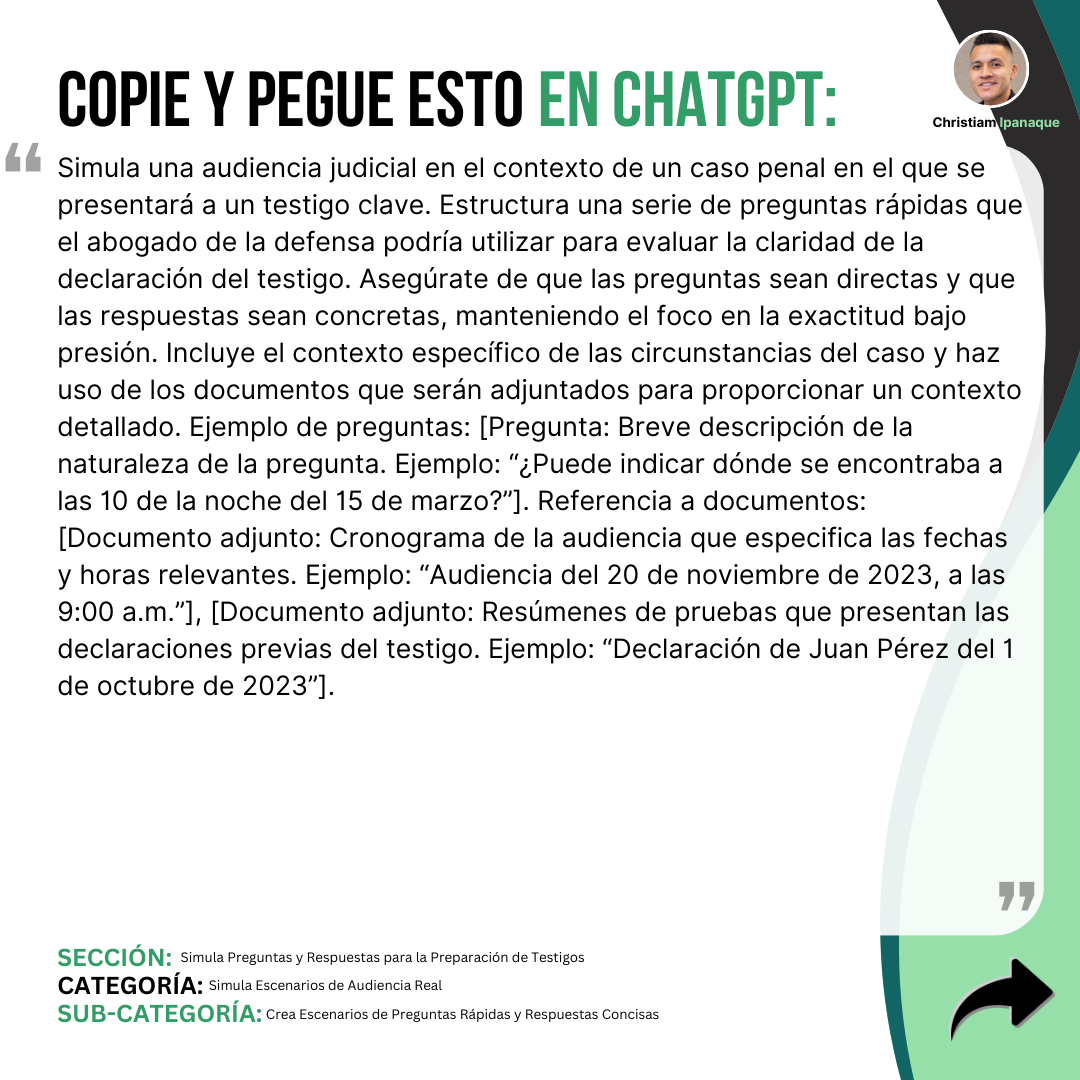 COPIE Y PEGUE ESTO EN CHATGPT:
Christiam Ipanaque
“
Simula una audiencia judicial en el contexto de un caso penal en el que se
presentará a un testigo clave. Estructura una serie de preguntas rápidas que
el abogado de la defensa podría utilizar para evaluar la claridad de la
declaración del testigo. Asegúrate de que las preguntas sean directas y que
las respuestas sean concretas, manteniendo el foco en la exactitud bajo
presión. Incluye el contexto específico de las circunstancias del caso y haz
uso de los documentos que serán adjuntados para proporcionar un contexto
detallado. Ejemplo de preguntas: [Pregunta: Breve descripción de la
naturaleza de la pregunta. Ejemplo: “¿Puede indicar dónde se encontraba a
las 10 de la noche del 15 de marzo?”]. Referencia a documentos:
[Documento adjunto: Cronograma de la audiencia que especifica las fechas
y horas relevantes. Ejemplo: “Audiencia del 20 de noviembre de 2023, a las
9:00 a.m.”], [Documento adjunto: Resúmenes de pruebas que presentan las
declaraciones previas del testigo. Ejemplo: “Declaración de Juan Pérez del 1
de octubre de 2023”].
”
SECCIÓN: Simula Preguntas y Respuestas para la Preparación de Testigos
CATEGORÍA: Simula Escenarios de Audiencia Real
SUB-CATEGORÍA: Crea Escenarios de Preguntas Rápidas y Respuestas Concisas